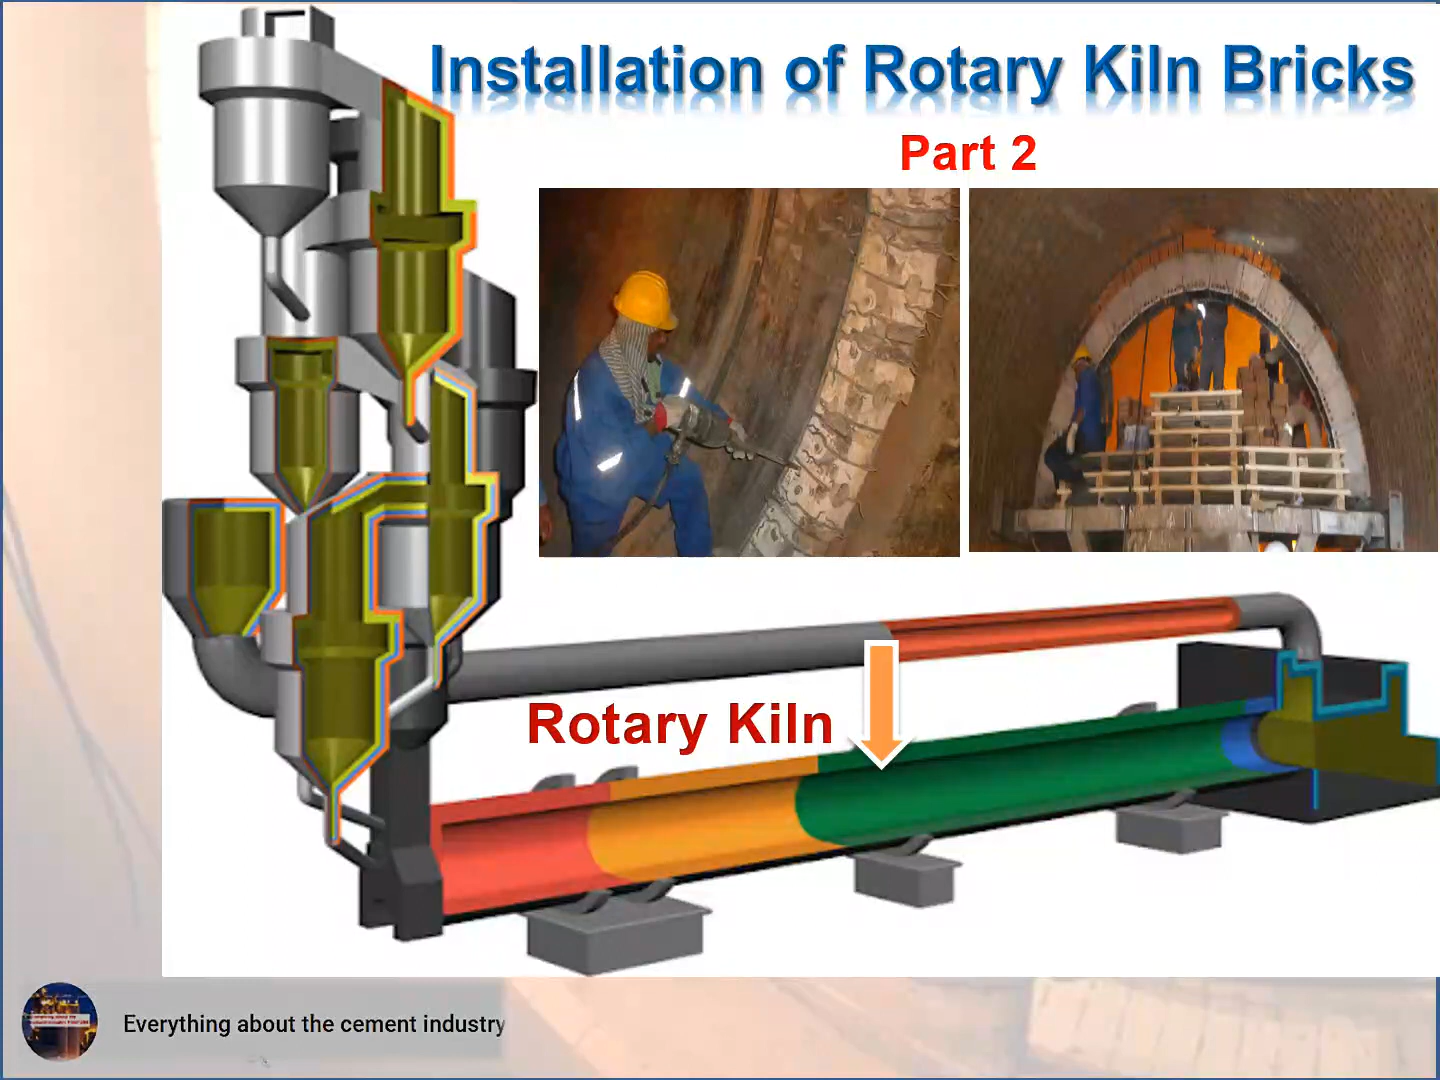 Installation of Rotary Kiln Bricks
Part 2
Rotary Kiln
Everything about the cement industry